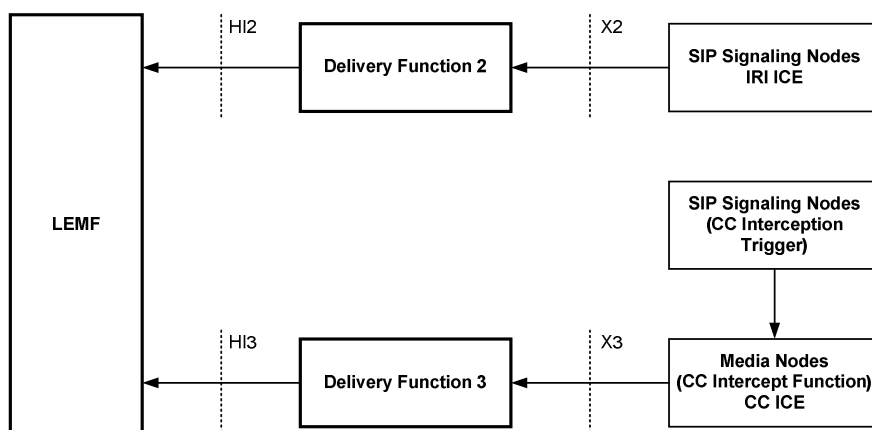 HI2
X2
Delivery Function 2
SIP Signaling Nodes
IRI ICE
LEMF
SIP Signaling Nodes
(CC Interception
Trigger)
HI3
X3
Delivery Function 3
Media Nodes
(CC Intercept Function)
CC ICE